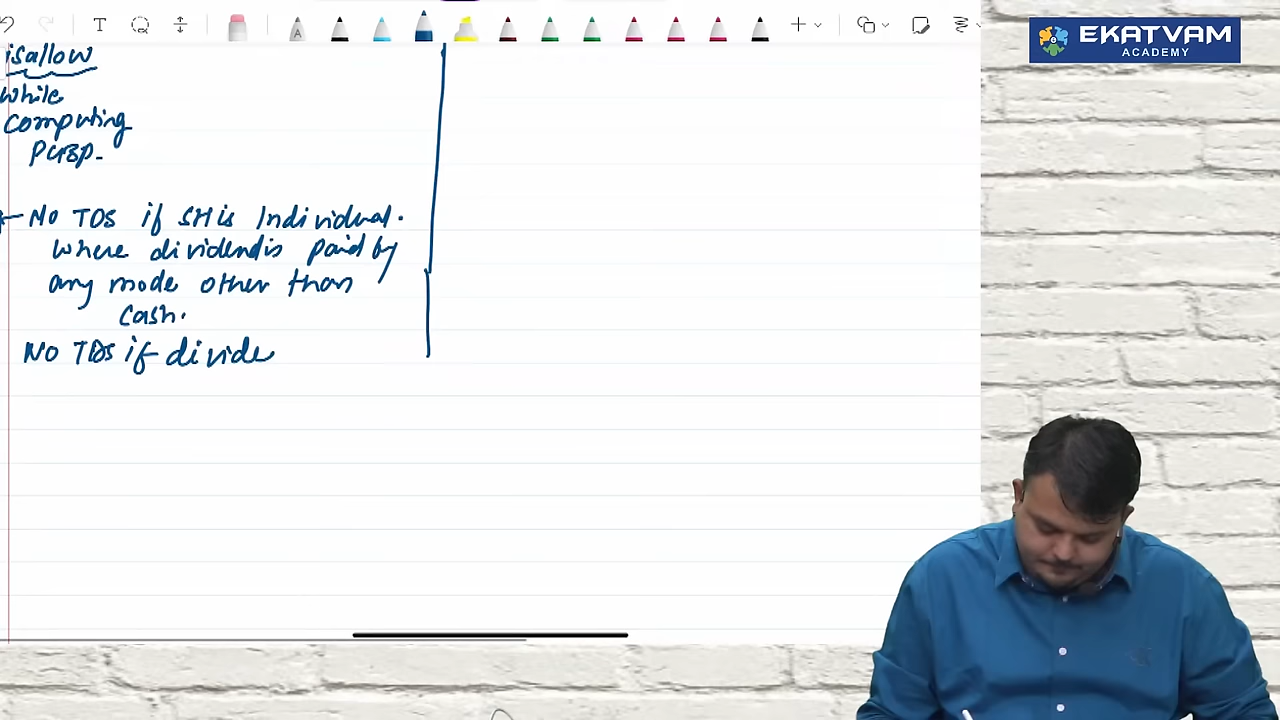 EKATVAM
ACADEMY
isallow
while
computing
PGBP-
No TDS if SH is Individual.
where dividend is paid by
any mode other than
cash.
No TDS if divide